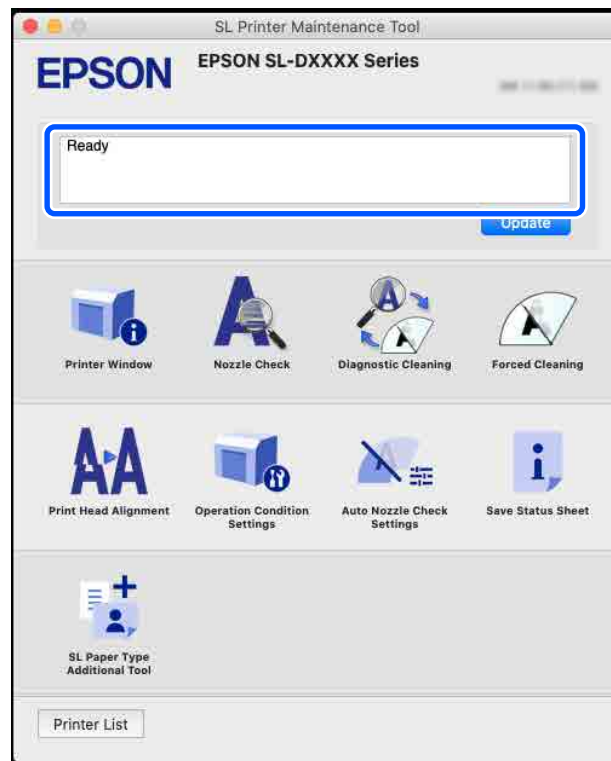 SL Printer Maintenance Tool
EPSON
EPSON SL-DXXXX Series
Ready
Update
Printer Window
Nozzle Check
Diagnostic Cleaning
Forced Cleaning
Print Head Alignment
Operation Condition
Settings
Auto Nozzle Check
Settings
Save Status Sheet
SL Paper Type
Additional Tool
Printer List